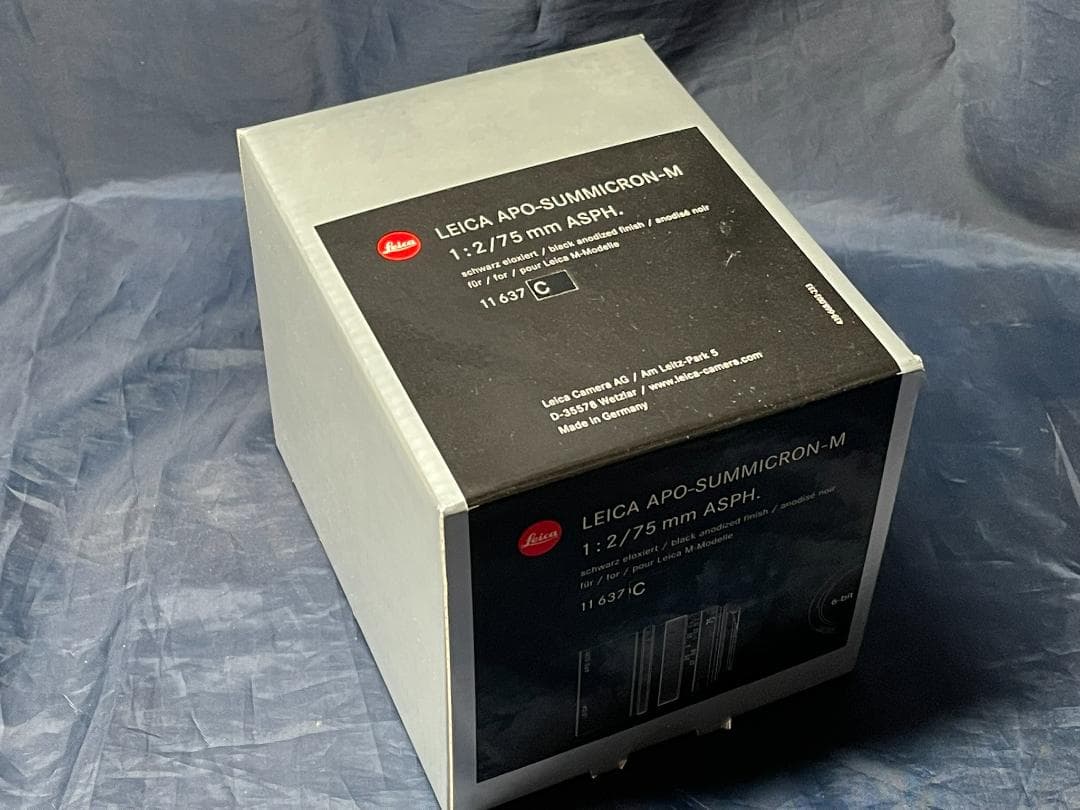 Leica
LEICA APO-SUMMICRON-M
1:2/75 mm ASPH.
schwarz eloxiert / black anodized finish / anodisé noir
für / for / pour Leica M-Modelle
11 637 C
Leica Camera AG / Am Leitz-Park 5
D-35578 Wetzlar / www.leica-camera.com
Made in Germany
Leica
LEICA APO-SUMMICRON-M
1:2/75 mm ASPH.
schwarz eloxiert / black anodized finish / anodisé noir
für / for / pour Leica M-Modelle
11 637 C
6-bit